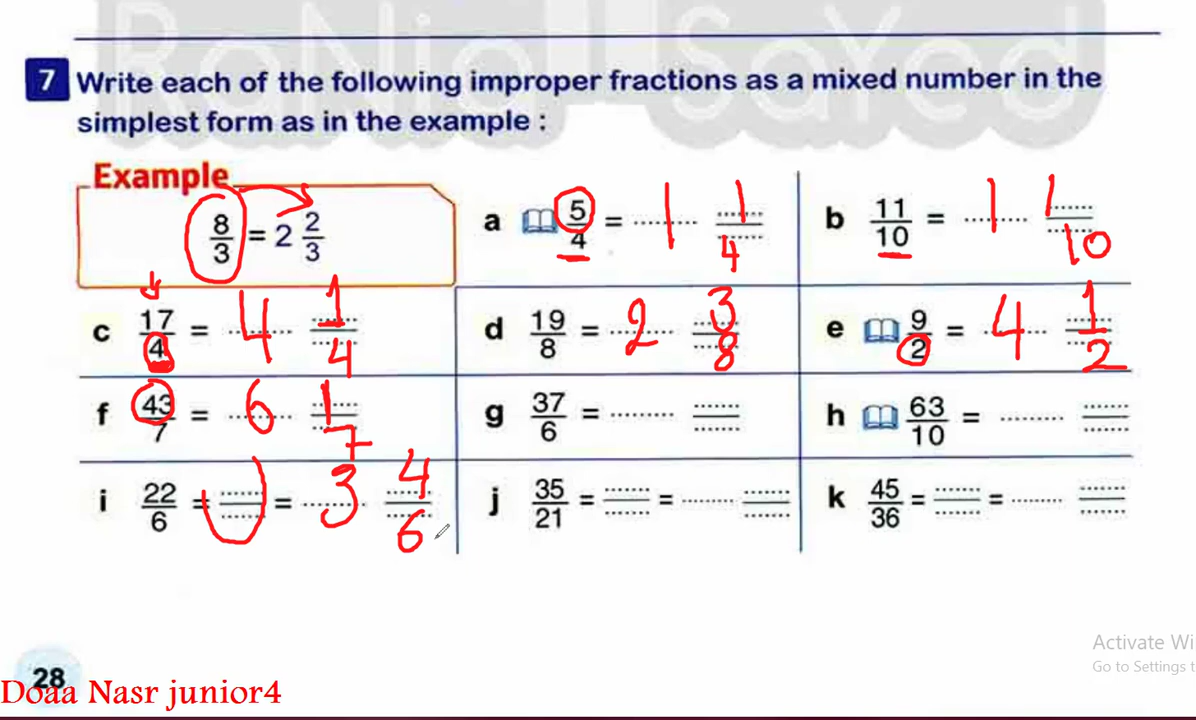 RaNia SaYed
7 Write each of the following improper fractions as a mixed number in the
simplest form as in the example :
Example
8/3 = 2 2/3
a 5/4 = 1 1/4
b 11/10 = 1 1/10
c 17/4 = 4 1/4
d 19/8 = 2 3/8
e 9/2 = 4 1/2
f 43/7 = 6 1/7
g 37/6 = ......... ......
h 63/10 = ......... ......
i 22/6 = ...... = 3 4/6
j 35/21 = ...... = ......... ......
k 45/36 = ...... = ......... ......
Activate Wi
Go to Settings t
28
Doaa Nasr junior4